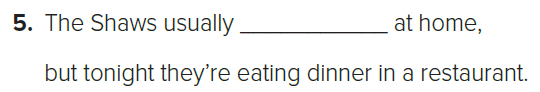 5. The Shaws usually ____________ at home,
but tonight they’re eating dinner in a restaurant.